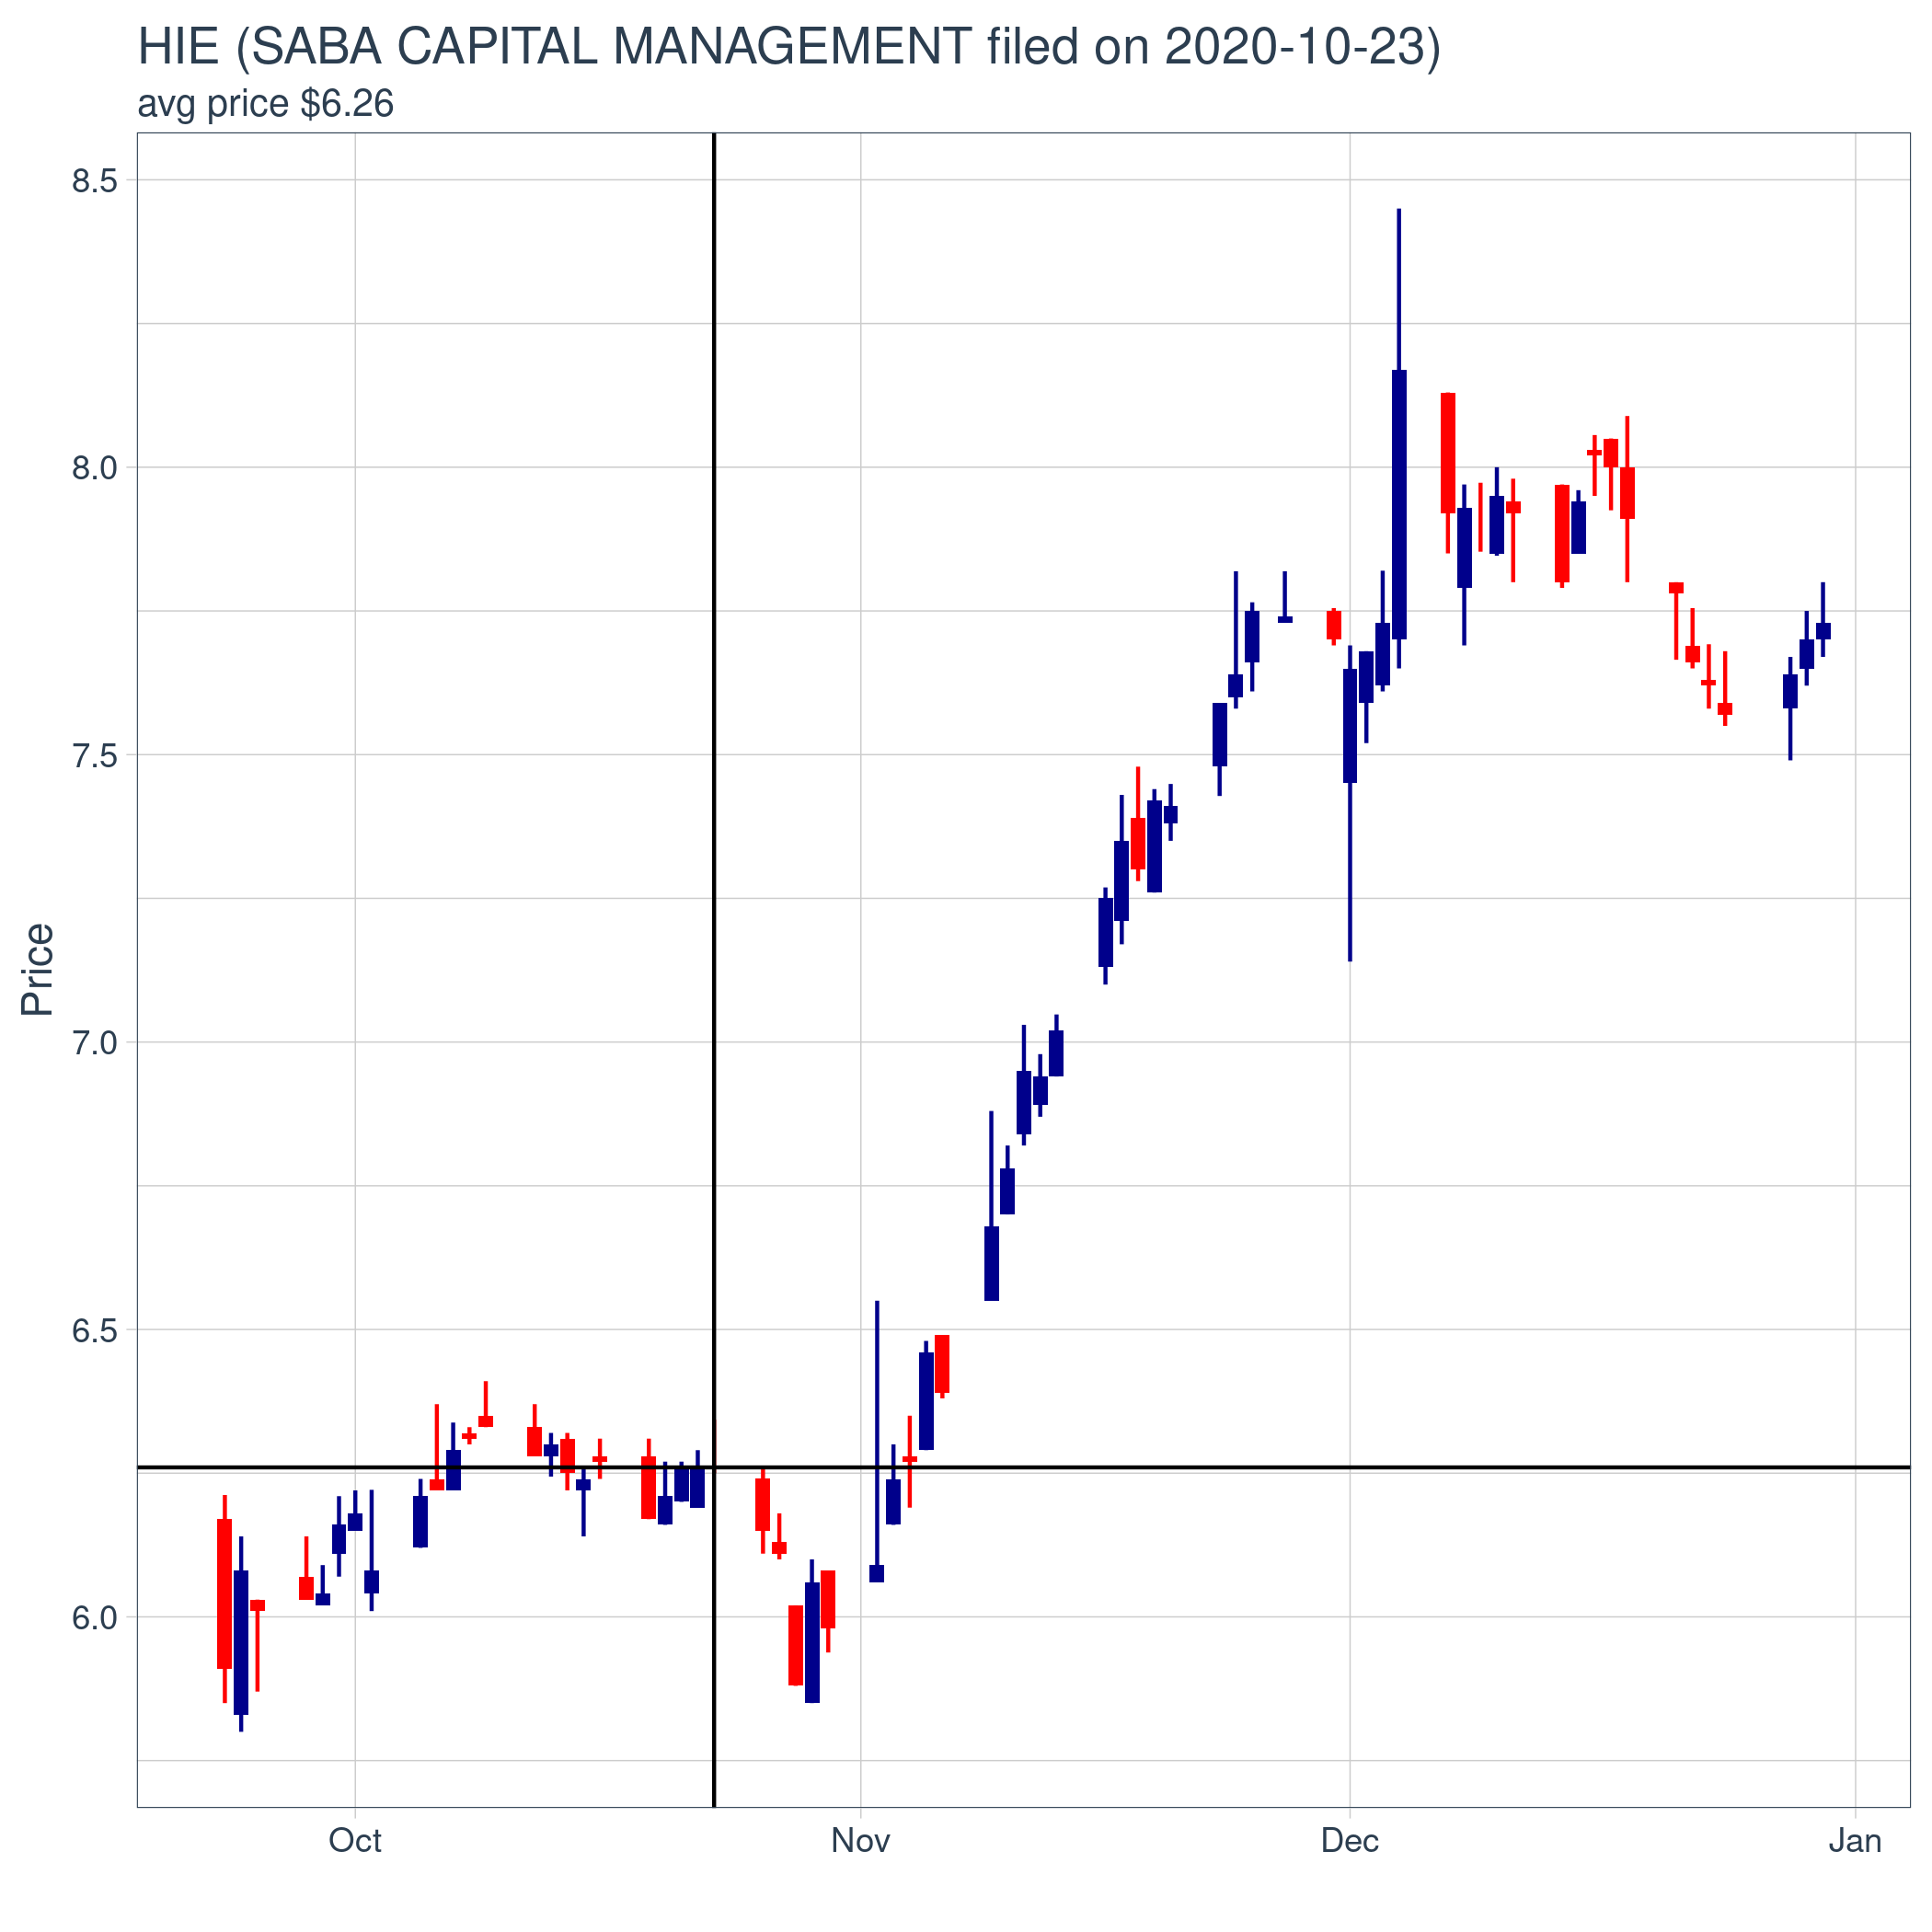 HIE (SABA CAPITAL MANAGEMENT filed on 2020-10-23)
avg price $6.26
8.5
8.0
7.5
7.0
6.5
6.0
Price
Oct Nov Dec Jan